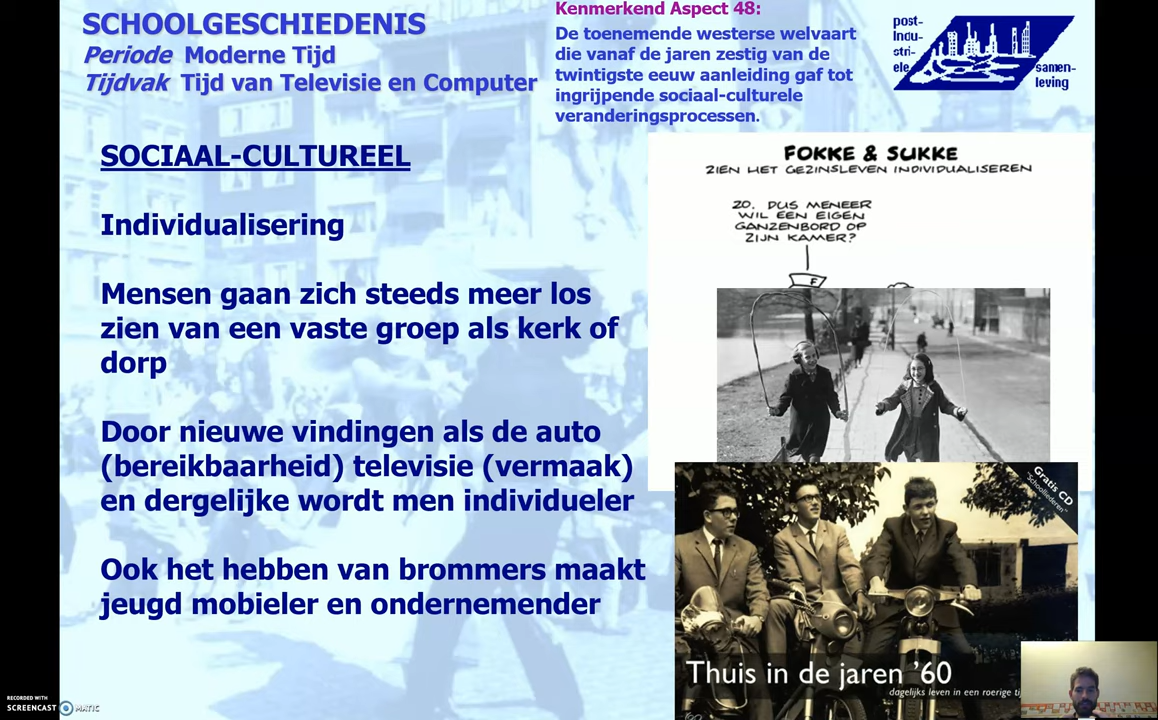 SCHOOLGESCHIEDENIS
Periode Moderne Tijd
Tijdvak Tijd van Televisie en Computer
Kenmerkend Aspect 48:
De toenemende westerse welvaart
die vanaf de jaren zestig van de
twintigste eeuw aanleiding gaf tot
ingrijpende sociaal-culturele
veranderingsprocessen.
post-
indu-
stri-
ele
samen-
leving
SOCIAAL-CULTUREEL
Individualisering
Mensen gaan zich steeds meer los
zien van een vaste groep als kerk of
dorp
Door nieuwe vindingen als de auto
(bereikbaarheid) televisie (vermaak)
en dergelijke wordt men individueler
Ook het hebben van brommers maakt
jeugd mobieler en ondernemender
FOKKE & SUKKE
ZIEN HET GEZINSLEVEN INDIVIDUALISEREN
ZO. DUS MENEER
WIL EEN EIGEN
GANZENBORD OP
ZIJN KAMER?
F
Gratis CD
"Schoolliederen"
Thuis in de jaren '60
dagelijks leven in een roerige
RECORDED WITH
SCREENCAST MATIC